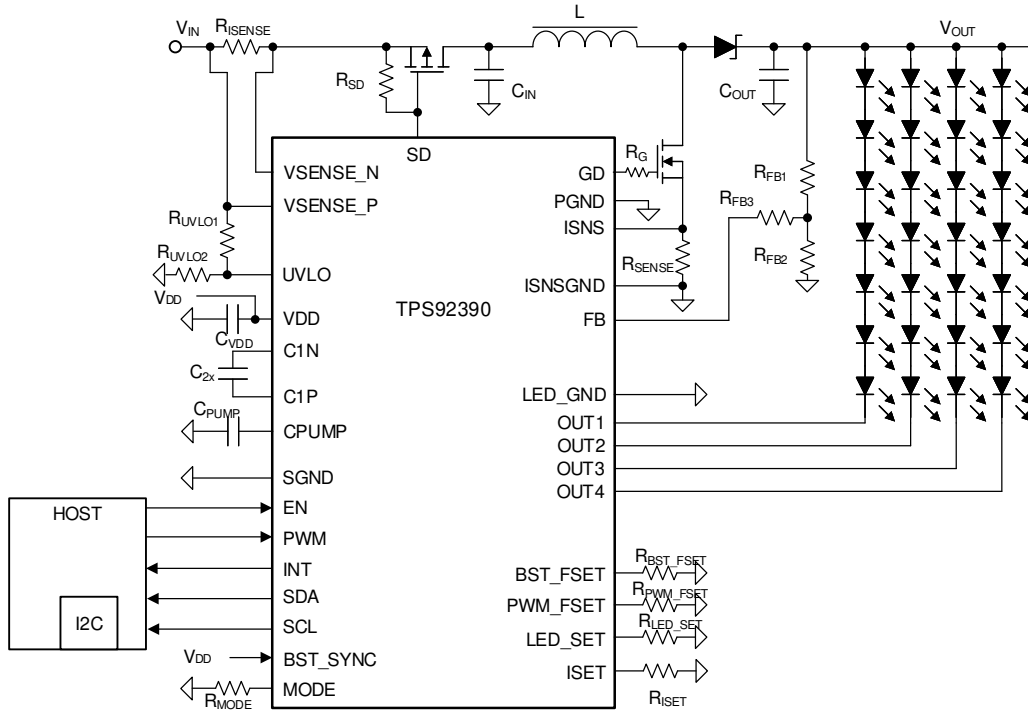 VIN
RISENSE
L
VOUT
RSD
CIN
COUT
SD
VSENSE_N
VSENSE_P
RUVLO1
RUVLO2
UVLO
VDD
VDD
CVDD
C1N
C2x
C1P
CPUMP
CPUMP
SGND
HOST
EN
PWM
INT
SDA
I2C
SCL
VDD
BST_SYNC
RMODE
MODE
TPS92390
GD
RG
PGND
ISNS
RSENSE
ISNSGND
FB
RFB1
RFB3
RFB2
LED_GND
OUT1
OUT2
OUT3
OUT4
BST_FSET
RBST_FSET
PWM_FSET
RPWM_FSET
LED_SET
RLED_SET
ISET
RISET